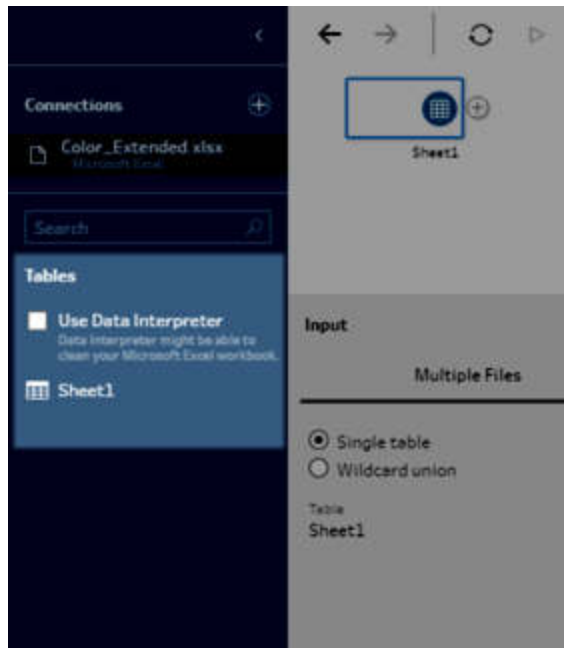 Connections
Color_Extended.xlsx
Microsoft Excel
Search
Tables
Use Data Interpreter
Data Interpreter might be able to
clean your Microsoft Excel workbook.
Sheet1
Sheet1
Input
Multiple Files
Single table
Wildcard union
Table
Sheet1